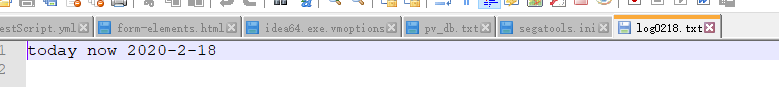 estScript.yml form-elements.html idea64.exe.vmoptions pv_db.txt segatools.ini log0218.txt
1 today now 2020-2-18
2